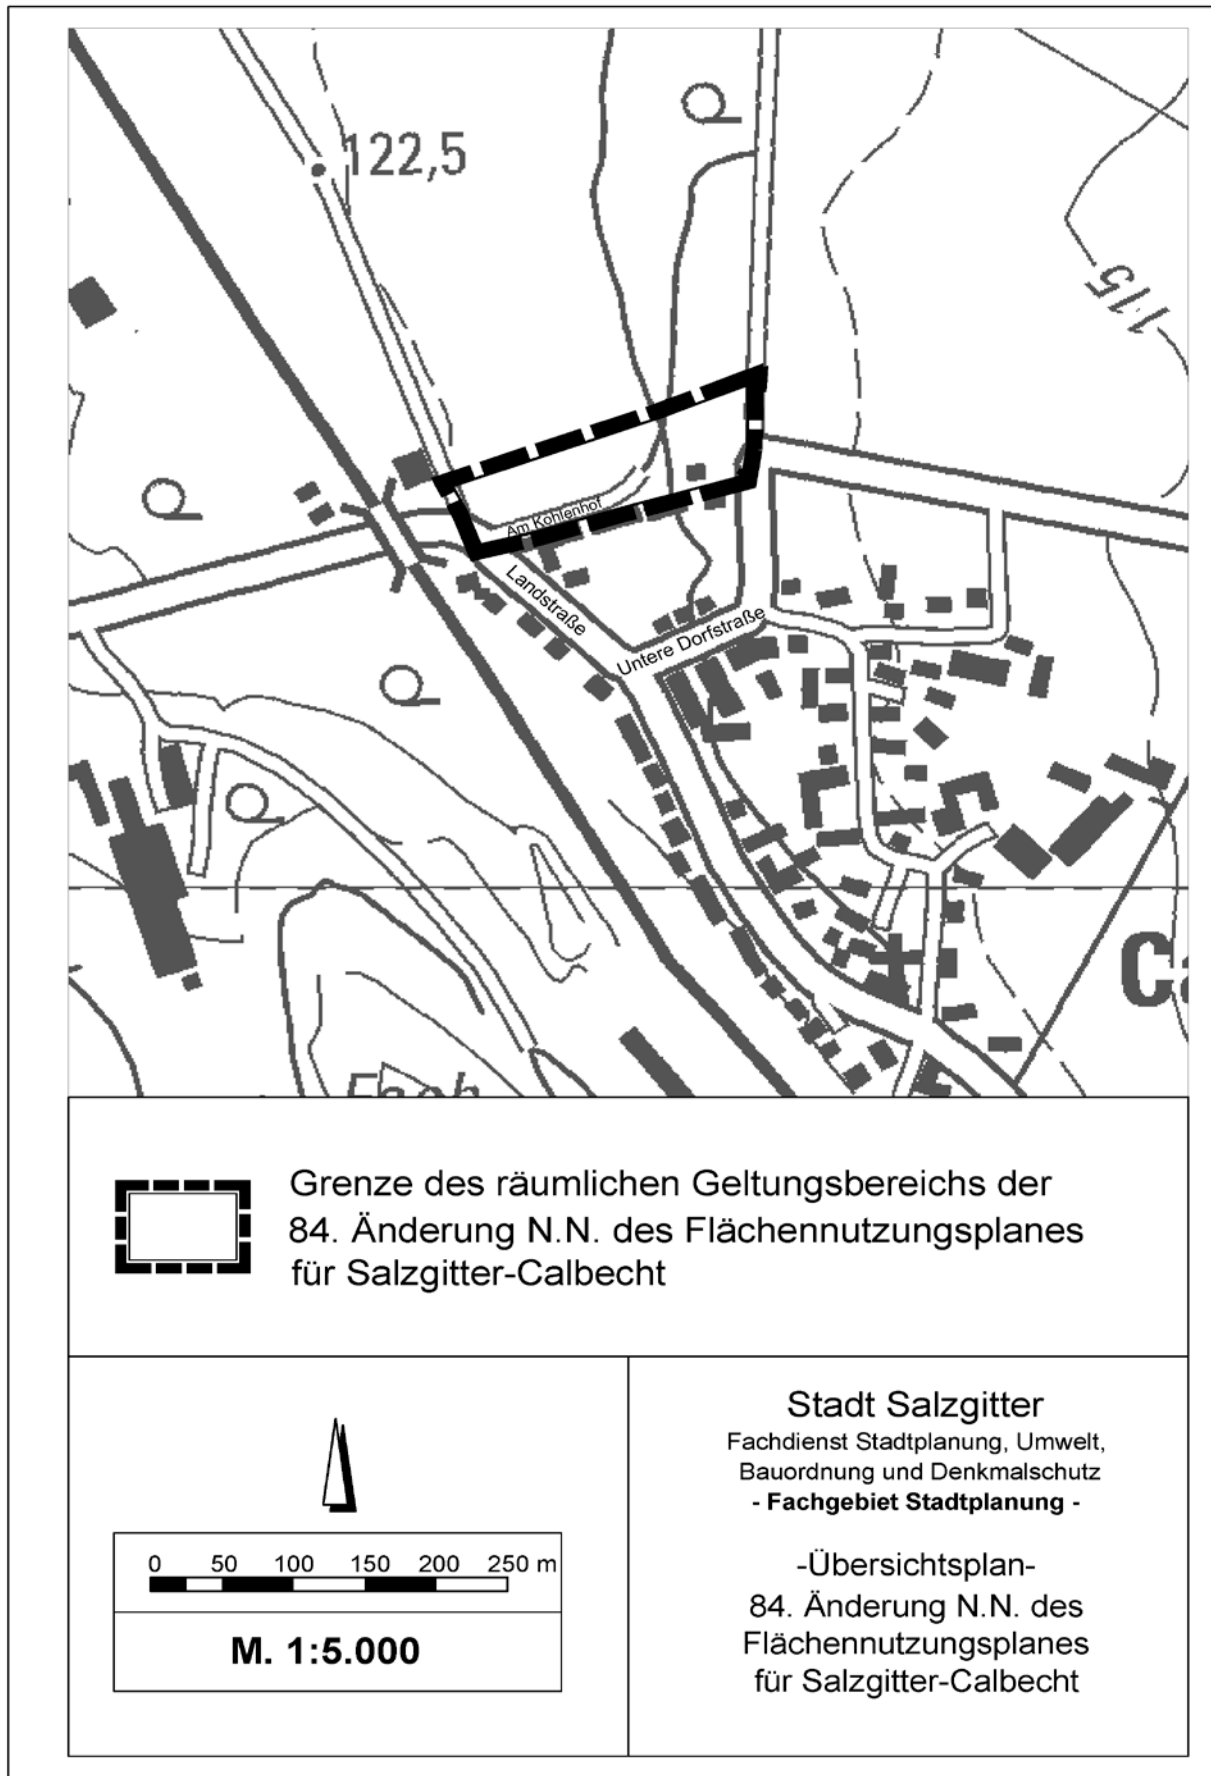 122,5
115
Am Kohlenhof
Landstraße
Untere Dorfstraße
Grenze des räumlichen Geltungsbereichs der
84. Änderung N.N. des Flächennutzungsplanes
für Salzgitter-Calbecht
0 50 100 150 200 250 m
M. 1:5.000
Stadt Salzgitter
Fachdienst Stadtplanung, Umwelt,
Bauordnung und Denkmalschutz
- Fachgebiet Stadtplanung -
-Übersichtsplan-
84. Änderung N.N. des
Flächennutzungsplanes
für Salzgitter-Calbecht